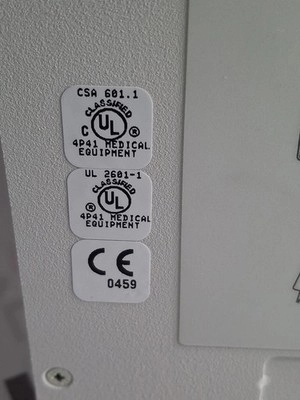 CSA 601.1
CLASSIFIED
C UL ®
4P41 MEDICAL
EQUIPMENT
UL 2601-1
CLASSIFIED
UL ®
4P41 MEDICAL
EQUIPMENT
CE
0459